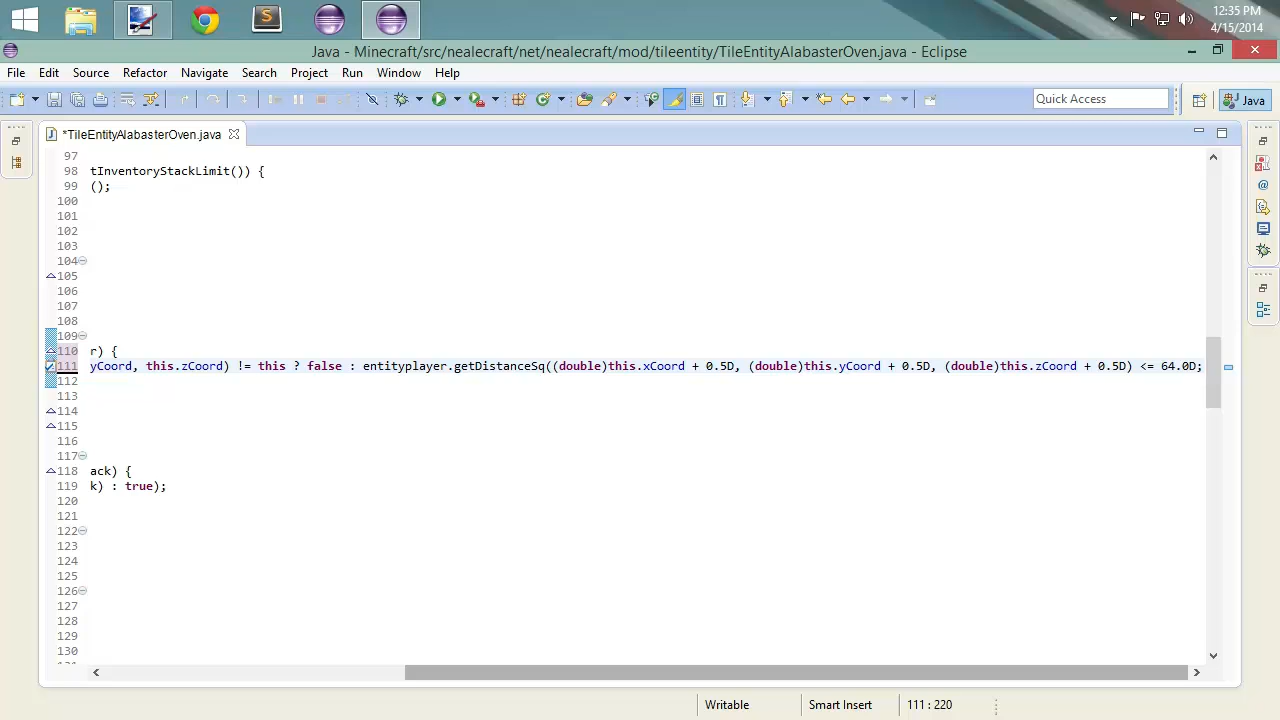 12:35 PM
4/15/2014
Java - Minecraft/src/nealecraft/net/nealecraft/mod/tileentity/TileEntityAlabasterOven.java - Eclipse
File Edit Source Refactor Navigate Search Project Run Window Help
Quick Access
Java
*TileEntityAlabasterOven.java
97
98 tInventoryStackLimit()) {
99 ();
100
101
102
103
104
105
106
107
108
109
110 r) {
111 yCoord, this.zCoord) != this ? false : entityplayer.getDistanceSq((double)this.xCoord + 0.5D, (double)this.yCoord + 0.5D, (double)this.zCoord + 0.5D) <= 64.0D;
112
113
114
115
116
117
118 ack) {
119 k) : true);
120
121
122
123
124
125
126
127
128
129
130
Writable Smart Insert 111 : 220